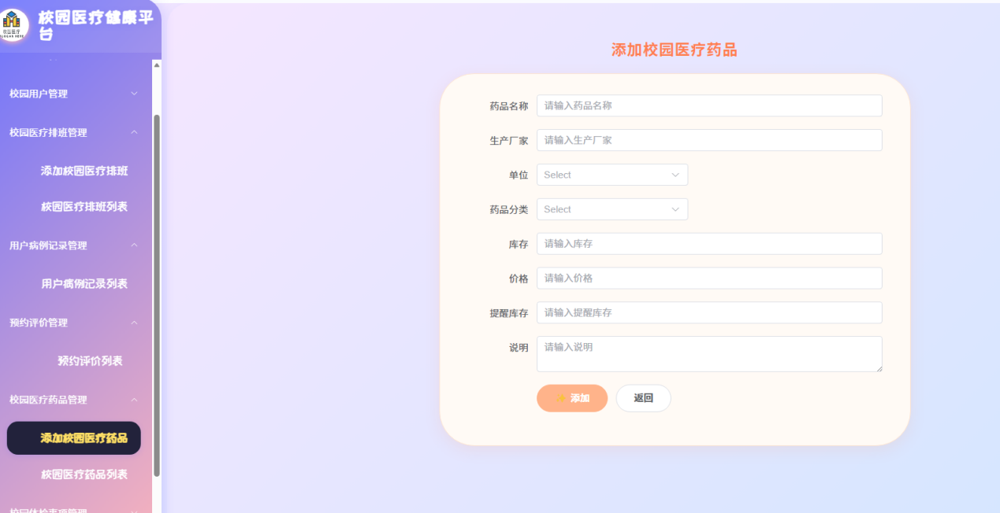 校园医疗健康平
台
校园用户管理
校园医疗排班管理
添加校园医疗排班
校园医疗排班列表
用户病例记录管理
用户病例记录列表
预约评价管理
预约评价列表
校园医疗药品管理
添加校园医疗药品
校园医疗药品列表
校园体检表项管理
添加校园医疗药品
药品名称 请输入药品名称
生产厂家 请输入生产厂家
单位 Select
药品分类 Select
库存 请输入库存
价格 请输入价格
提醒库存 请输入提醒库存
说明 请输入说明
添加 返回